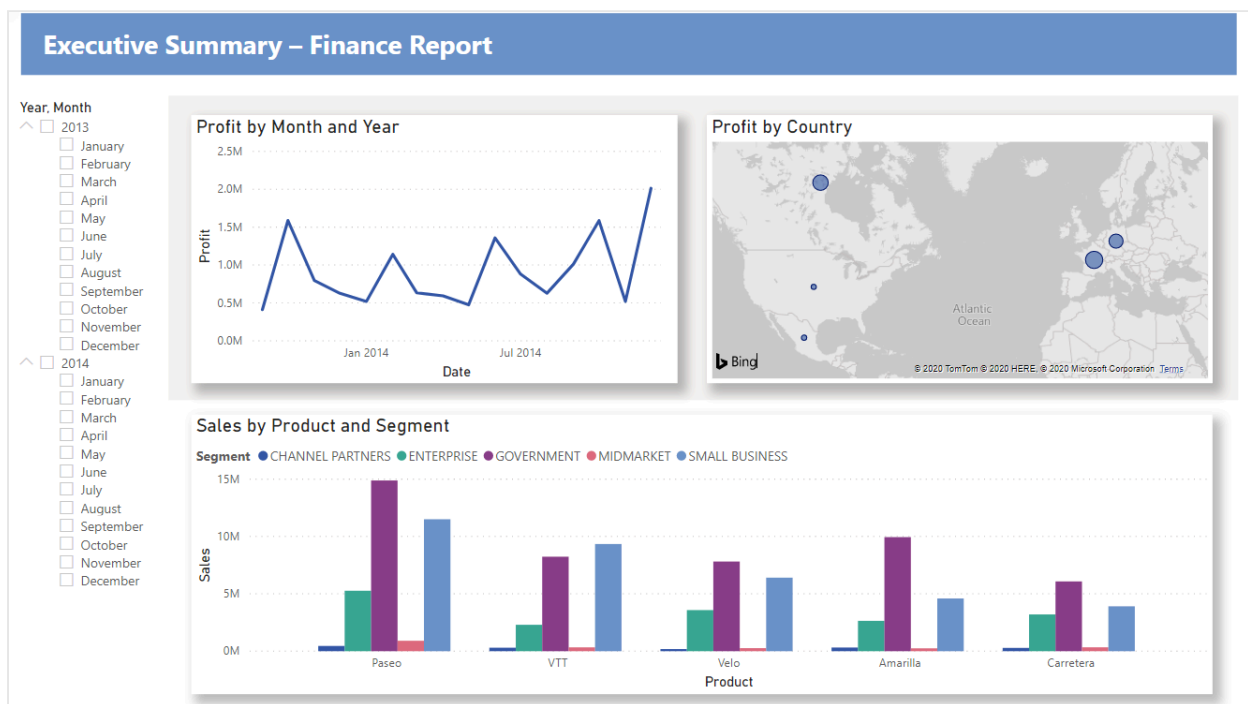 Executive Summary – Finance Report
Year, Month
2013
January
February
March
April
May
June
July
August
September
October
November
December
2014
January
February
March
April
May
June
July
August
September
October
November
December
Profit by Month and Year
2.5M
2.0M
1.5M
1.0M
0.5M
0.0M
Profit
Jan 2014 Jul 2014
Date
Profit by Country
Atlantic
Ocean
Bing
© 2020 TomTom © 2020 HERE, © 2020 Microsoft Corporation Terms
Sales by Product and Segment
Segment CHANNEL PARTNERS ENTERPRISE GOVERNMENT MIDMARKET SMALL BUSINESS
15M
10M
5M
0M
Sales
Paseo VTT Velo Amarilla Carretera
Product